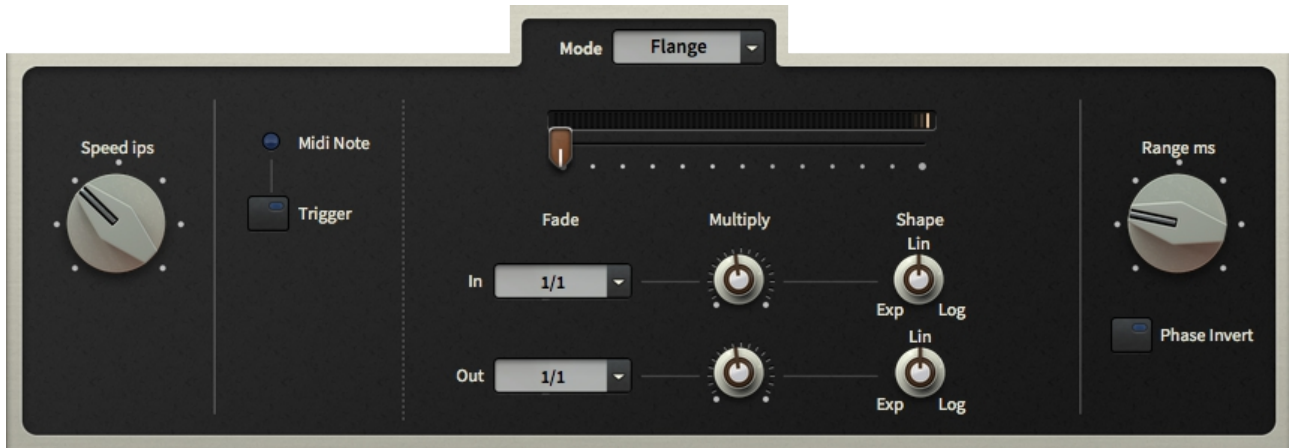 Mode Flange
Speed ips
Midi Note
Trigger
Range ms
Fade Multiply Shape
Lin
In 1/1
Exp Log
Lin
Out 1/1
Exp Log
Phase Invert